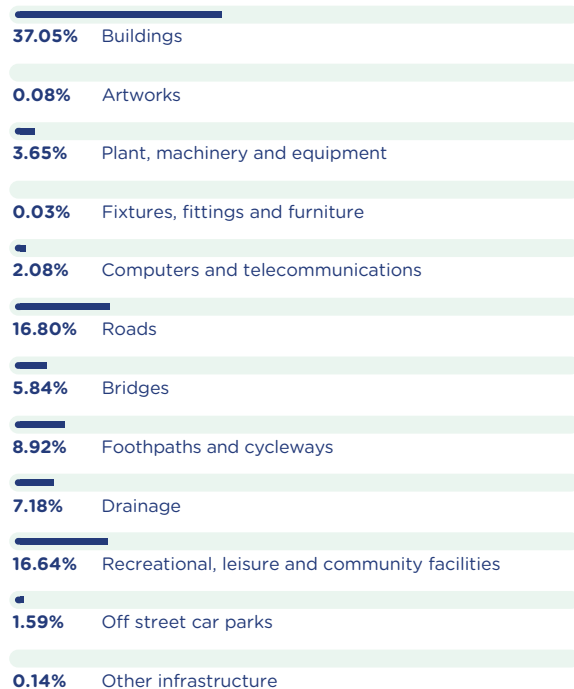 37.05% Buildings
0.08% Artworks
3.65% Plant, machinery and equipment
0.03% Fixtures, fittings and furniture
2.08% Computers and telecommunications
16.80% Roads
5.84% Bridges
8.92% Foothpaths and cycleways
7.18% Drainage
16.64% Recreational, leisure and community facilities
1.59% Off street car parks
0.14% Other infrastructure